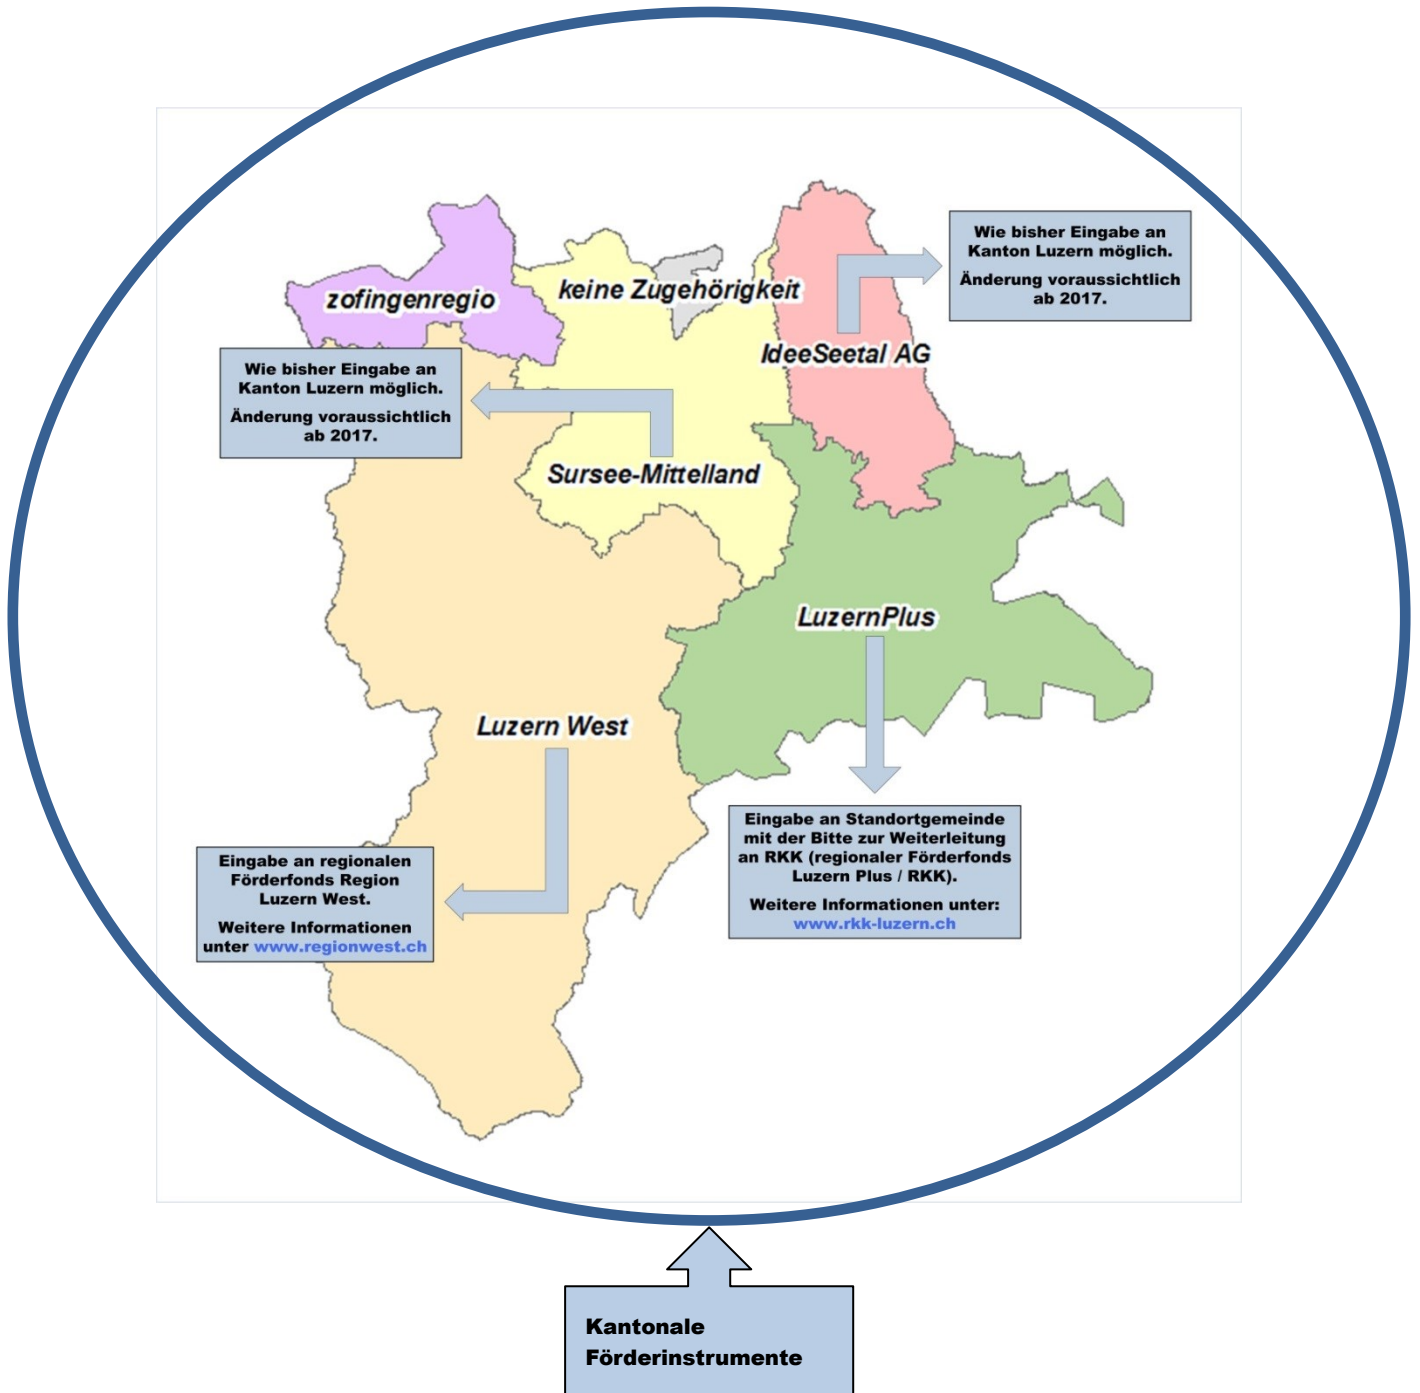 Wie bisher Eingabe an
Kanton Luzern möglich.
Änderung voraussichtlich
ab 2017.
zofingenregio
keine Zugehörigkeit
IdeeSeetal AG
Wie bisher Eingabe an
Kanton Luzern möglich.
Änderung voraussichtlich
ab 2017.
Sursee-Mittelland
LuzernPlus
Luzern West
Eingabe an Standortgemeinde
mit der Bitte zur Weiterleitung
an RKK (regionaler Förderfonds
Luzern Plus / RKK).
Weitere Informationen unter:
www.rkk-luzern.ch
Eingabe an regionalen
Förderfonds Region
Luzern West.
Weitere Informationen
unter www.regionwest.ch
Kantonale
Förderinstrumente